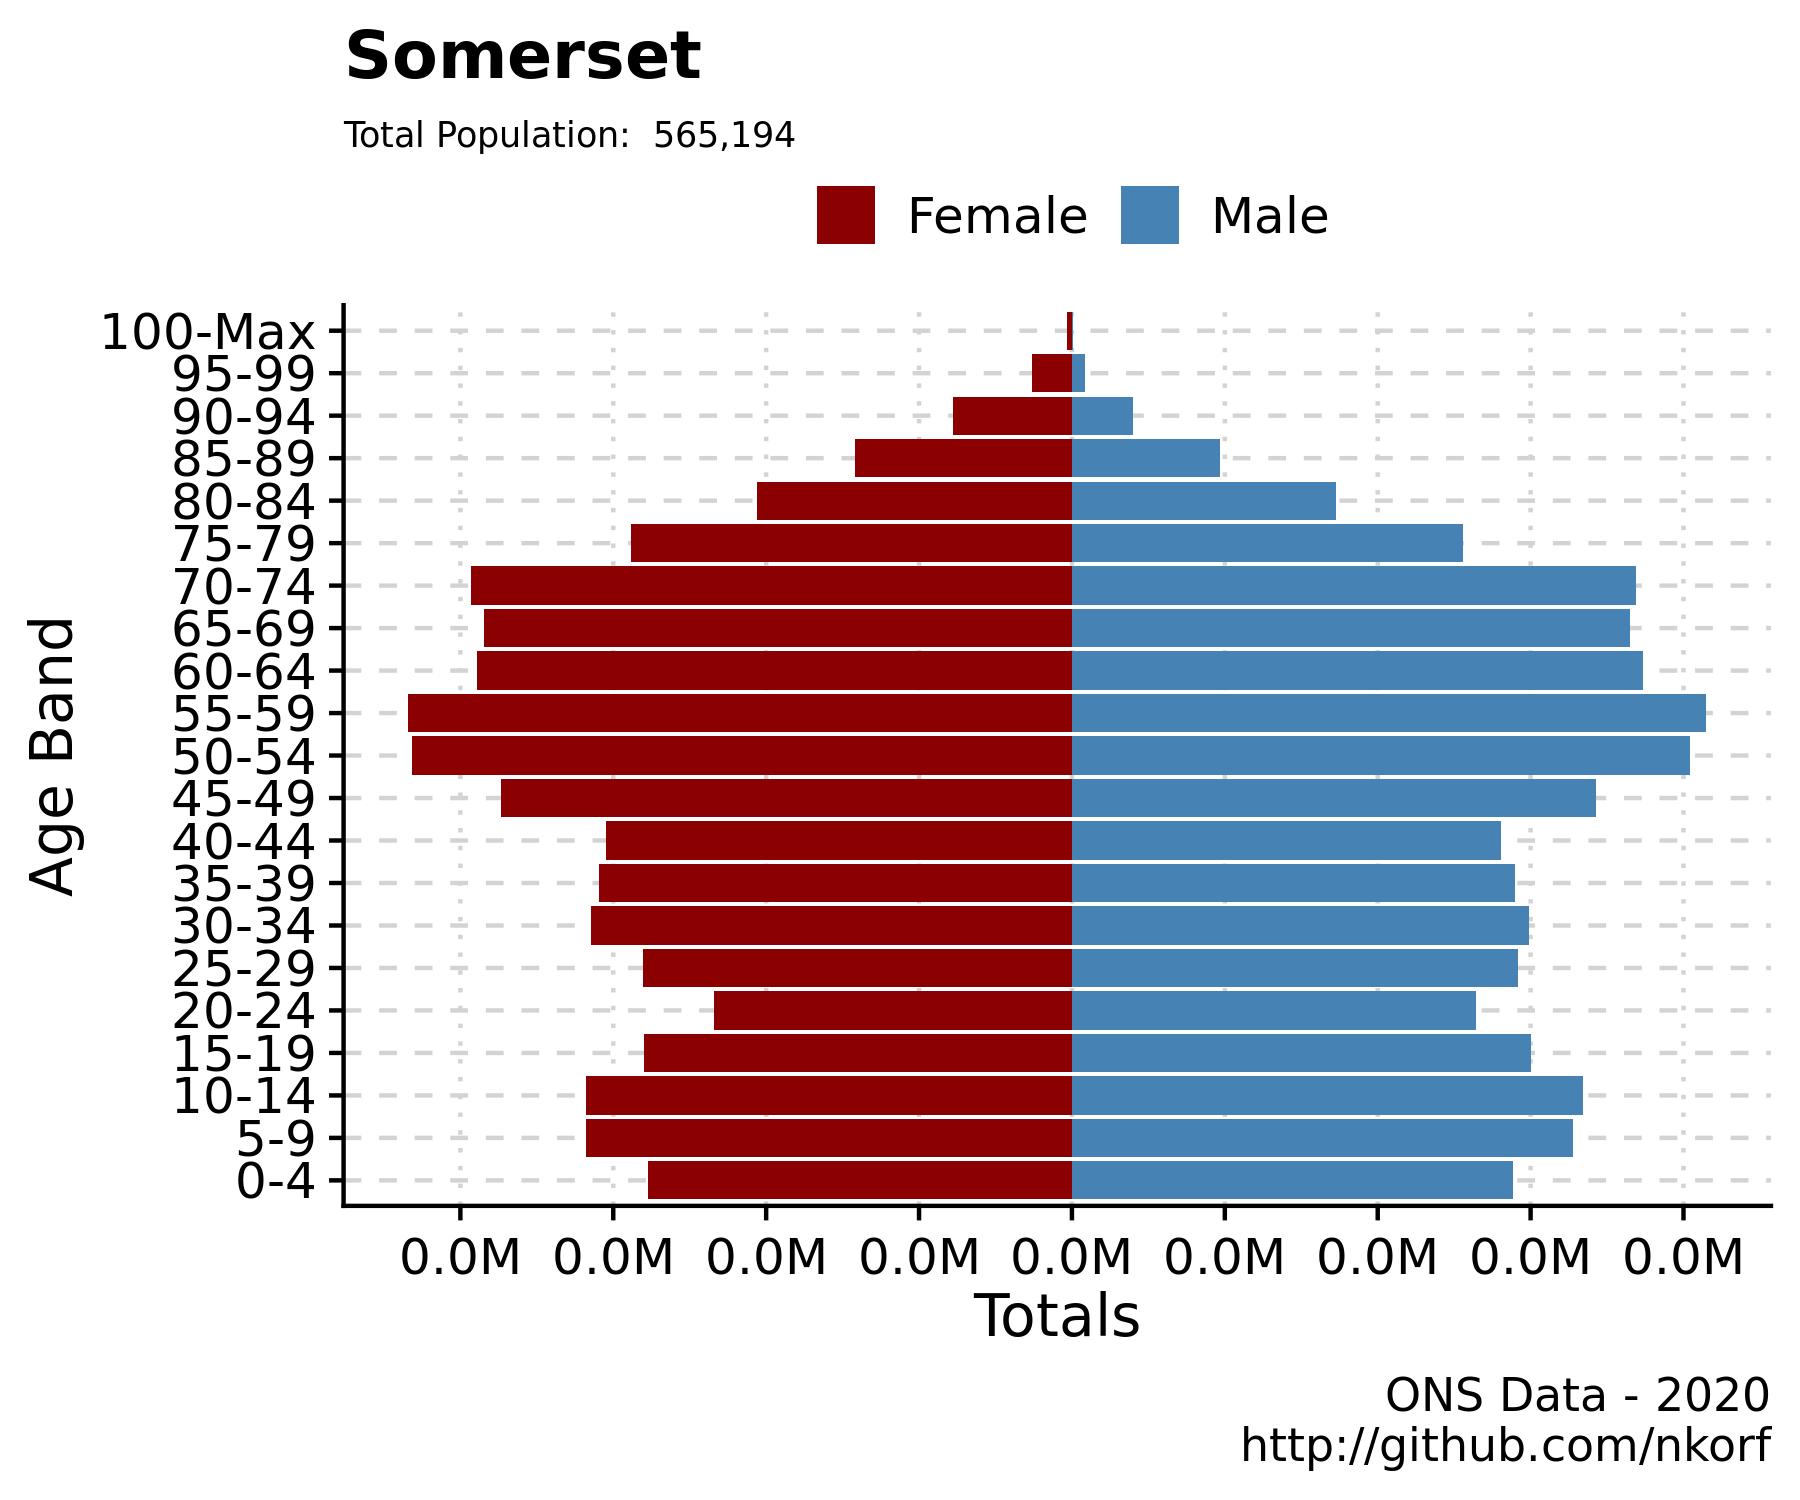 Somerset
Total Population:  565,194
Female Male
100-Max
95-99
90-94
85-89
80-84
75-79
70-74
65-69
60-64
55-59
50-54
45-49
40-44
35-39
30-34
25-29
20-24
15-19
10-14
5-9
0-4
Age Band
0.0M 0.0M 0.0M 0.0M 0.0M 0.0M 0.0M 0.0M 0.0M
Totals
ONS Data - 2020
http://github.com/nkorf